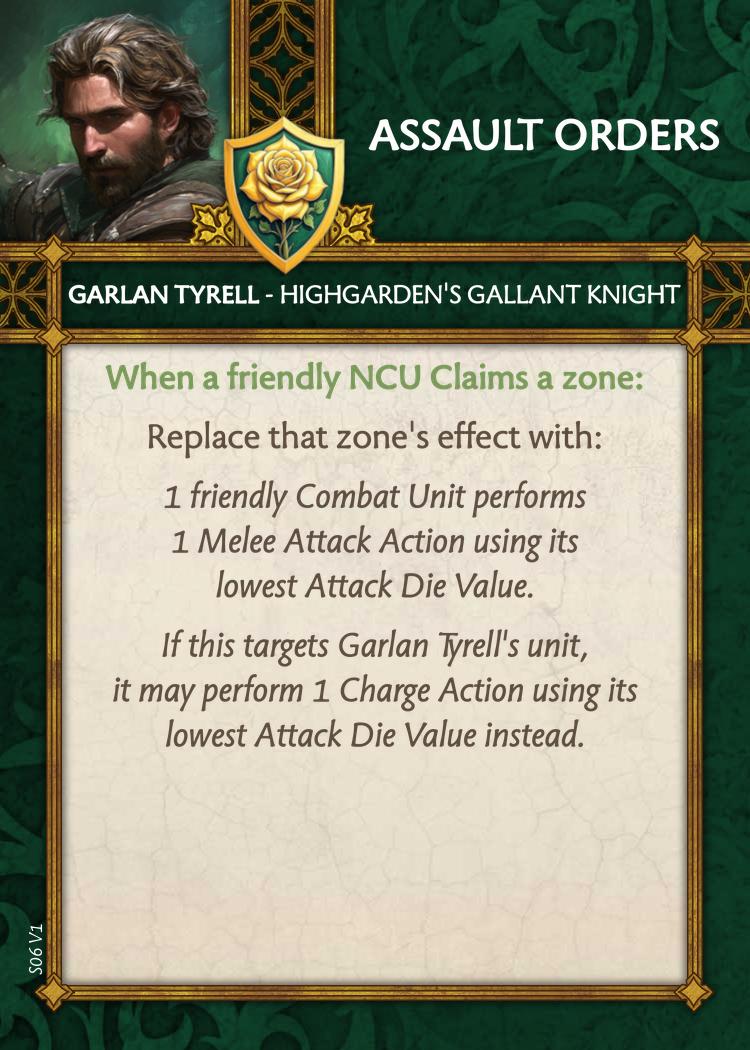 ASSAULT ORDERS
GARLAN TYRELL - HIGHGARDEN'S GALLANT KNIGHT
When a friendly NCU Claims a zone:
Replace that zone's effect with:
1 friendly Combat Unit performs
1 Melee Attack Action using its
lowest Attack Die Value.
If this targets Garlan Tyrell's unit,
it may perform 1 Charge Action using its
lowest Attack Die Value instead.
S06 V1